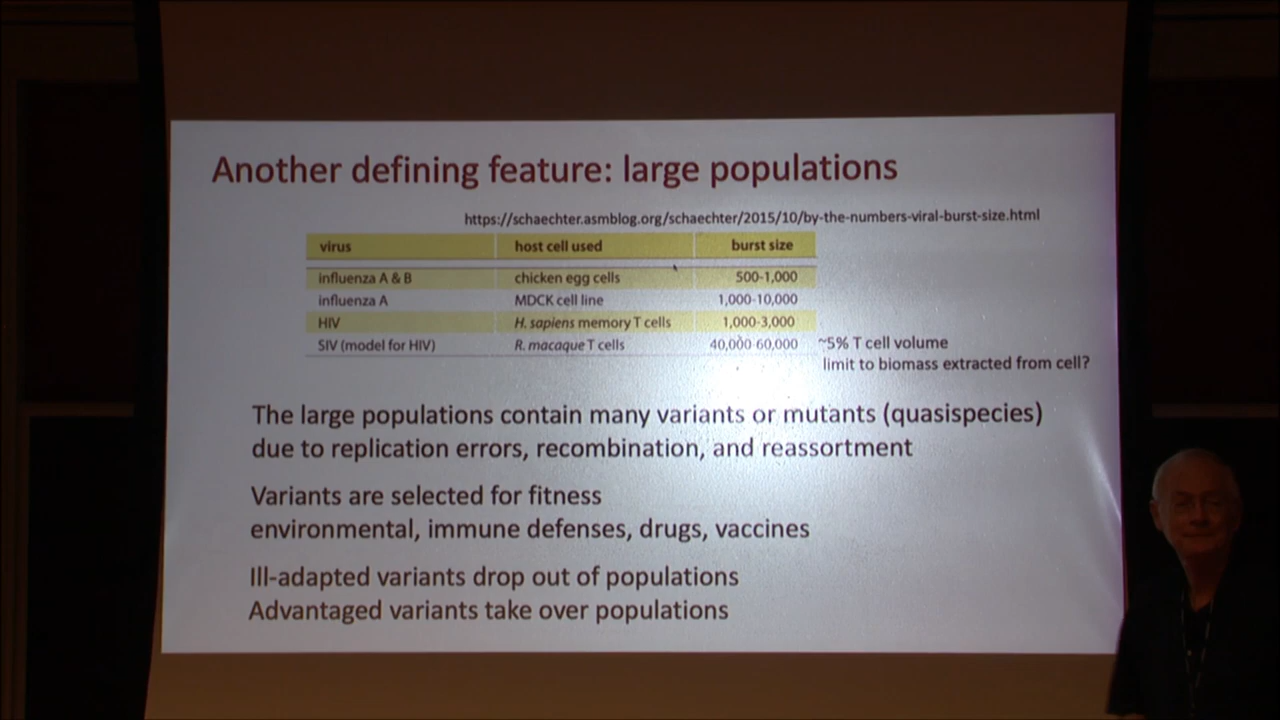 Another defining feature: large populations
https://schaechter.asmblog.org/schaechter/2015/10/by-the-numbers-viral-burst-size.html
virus host cell used burst size
influenza A & B chicken egg cells 500-1,000
influenza A MDCK cell line 1,000-10,000
HIV H. sapiens memory T cells 1,000-3,000
SIV (model for HIV) R. macaque T cells 40,000-60,000 ~5% T cell volume
limit to biomass extracted from cell?
The large populations contain many variants or mutants (quasispecies)
due to replication errors, recombination, and reassortment
Variants are selected for fitness
environmental, immune defenses, drugs, vaccines
Ill-adapted variants drop out of populations
Advantaged variants take over populations